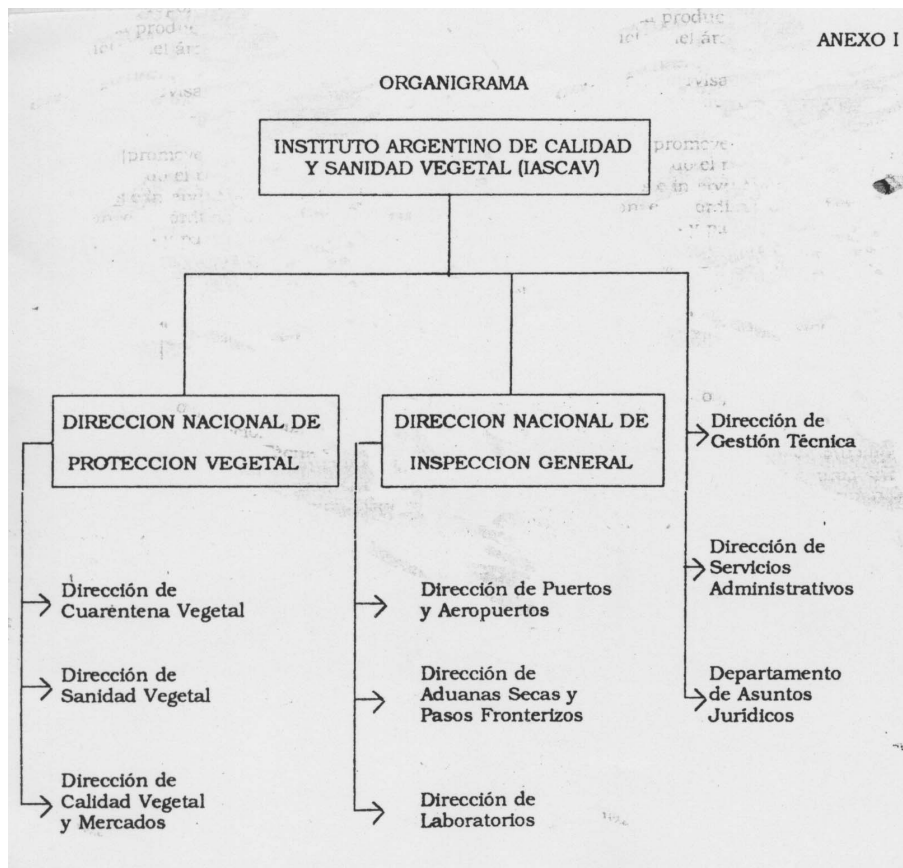 ANEXO I
ORGANIGRAMA
INSTITUTO ARGENTINO DE CALIDAD
Y SANIDAD VEGETAL (IASCAV)
DIRECCION NACIONAL DE
PROTECCION VEGETAL
Dirección de
Cuarentena Vegetal
Dirección de
Sanidad Vegetal
Dirección de
Calidad Vegetal
y Mercados
DIRECCION NACIONAL DE
INSPECCION GENERAL
Dirección de Puertos
y Aeropuertos
Dirección de
Aduanas Secas y
Pasos Fronterizos
Dirección de
Laboratorios
Dirección de
Gestión Técnica
Dirección de
Servicios
Administrativos
Departamento
de Asuntos
Jurídicos